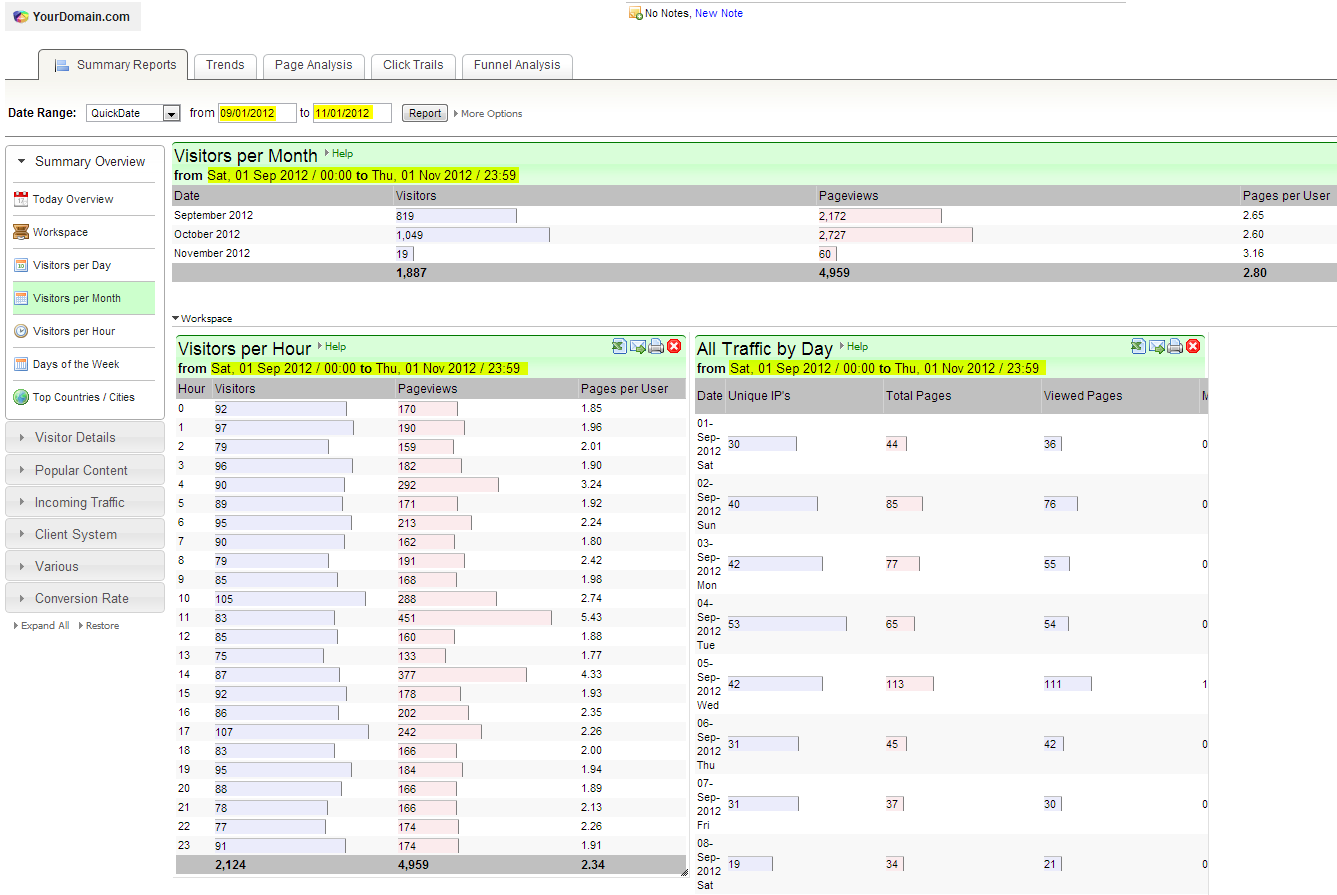 YourDomain.com
No Notes, New Note
Summary Reports Trends Page Analysis Click Trails Funnel Analysis
Date Range: QuickDate from 09/01/2012 to 11/01/2012 Report More Options
Summary Overview
Today Overview
Workspace
Visitors per Day
Visitors per Month
Visitors per Hour
Days of the Week
Top Countries / Cities
Visitor Details
Popular Content
Incoming Traffic
Client System
Various
Conversion Rate
Expand All Restore
Visitors per Month Help
from Sat, 01 Sep 2012 / 00:00 to Thu, 01 Nov 2012 / 23:59
Date Visitors Pageviews Pages per User
September 2012 819 2,172 2.65
October 2012 1,049 2,727 2.60
November 2012 19 60 3.16
1,887 4,959 2.80
Workspace
Visitors per Hour Help
from Sat, 01 Sep 2012 / 00:00 to Thu, 01 Nov 2012 / 23:59
Hour Visitors Pageviews Pages per User
0 92 170 1.85
1 97 190 1.96
2 79 159 2.01
3 96 182 1.90
4 90 292 3.24
5 89 171 1.92
6 95 213 2.24
7 90 162 1.80
8 79 191 2.42
9 85 168 1.98
10 105 288 2.74
11 83 451 5.43
12 85 160 1.88
13 75 133 1.77
14 87 377 4.33
15 92 178 1.93
16 86 202 2.35
17 107 242 2.26
18 83 166 2.00
19 95 184 1.94
20 88 166 1.89
21 78 166 2.13
22 77 174 2.26
23 91 174 1.91
2,124 4,959 2.34
All Traffic by Day Help
from Sat, 01 Sep 2012 / 00:00 to Thu, 01 Nov 2012 / 23:59
Date Unique IP's Total Pages Viewed Pages
01-
Sep-
2012
Sat
30 44 36 0
02-
Sep-
2012
Sun
40 85 76 0
03-
Sep-
2012
Mon
42 77 55 0
04-
Sep-
2012
Tue
53 65 54 0
05-
Sep-
2012
Wed
42 113 111 1
06-
Sep-
2012
Thu
31 45 42 0
07-
Sep-
2012
Fri
31 37 30 0
08-
Sep-
2012
Sat
19 34 21 0